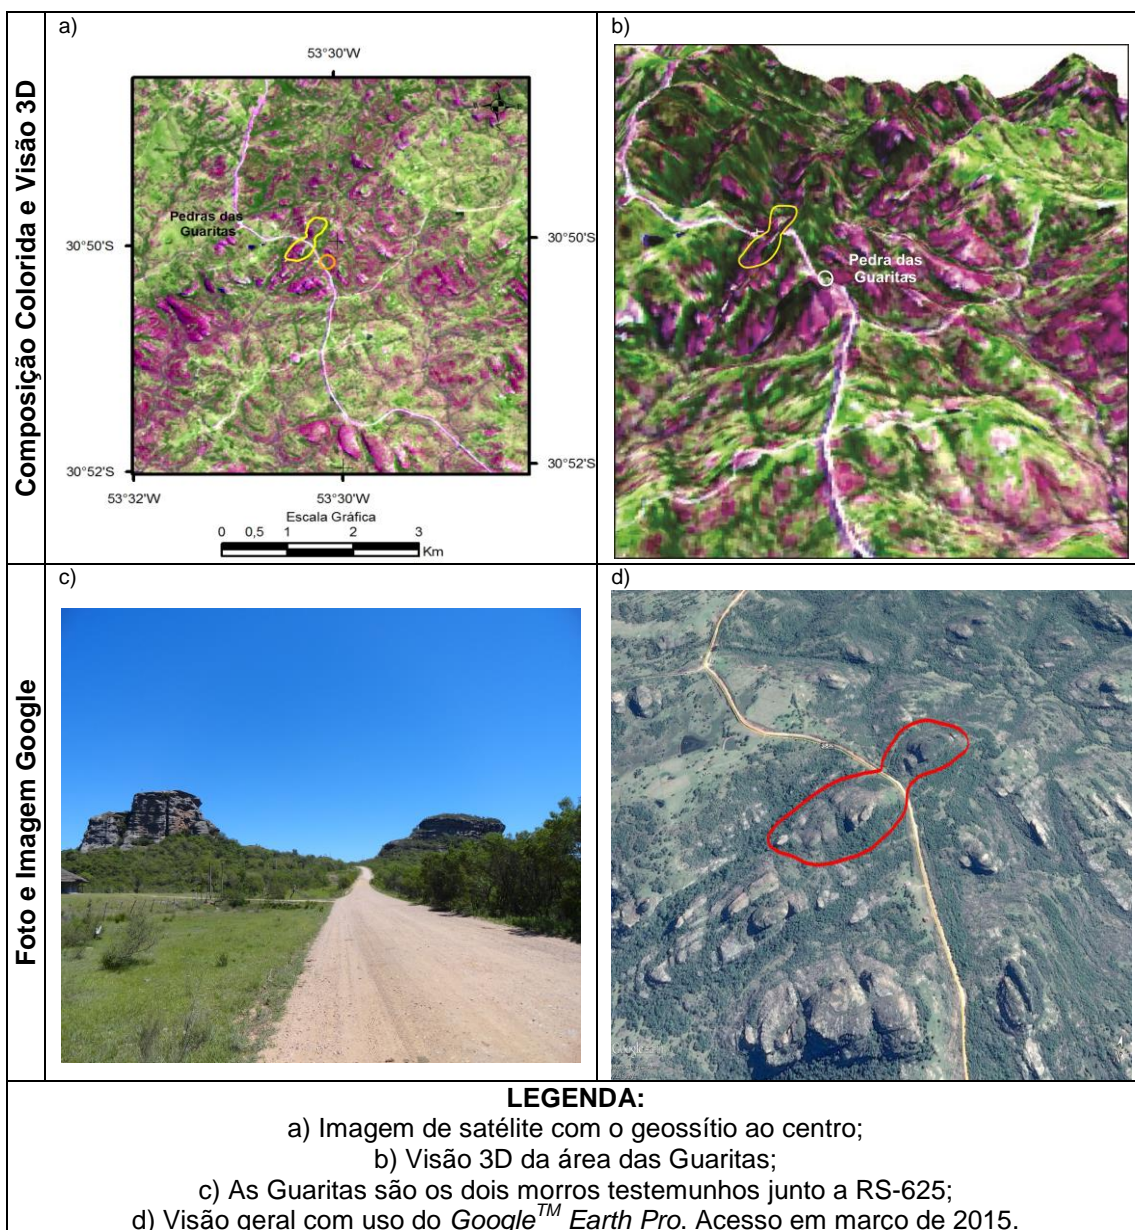 Composição Colorida e Visão 3D
a)
53°30'W
Pedras das
Guaritas
30°50'S
30°50'S
30°52'S
30°52'S
53°32'W
53°30'W
Escala Gráfica
0 0,5 1 2 3
Km
b)
Pedra das
Guaritas
Foto e Imagem Google
c)
d)
Google
LEGENDA:
a) Imagem de satélite com o geossítio ao centro;
b) Visão 3D da área das Guaritas;
c) As Guaritas são os dois morros testemunhos junto a RS-625;
d) Visão geral com uso do Google™ Earth Pro. Acesso em março de 2015.